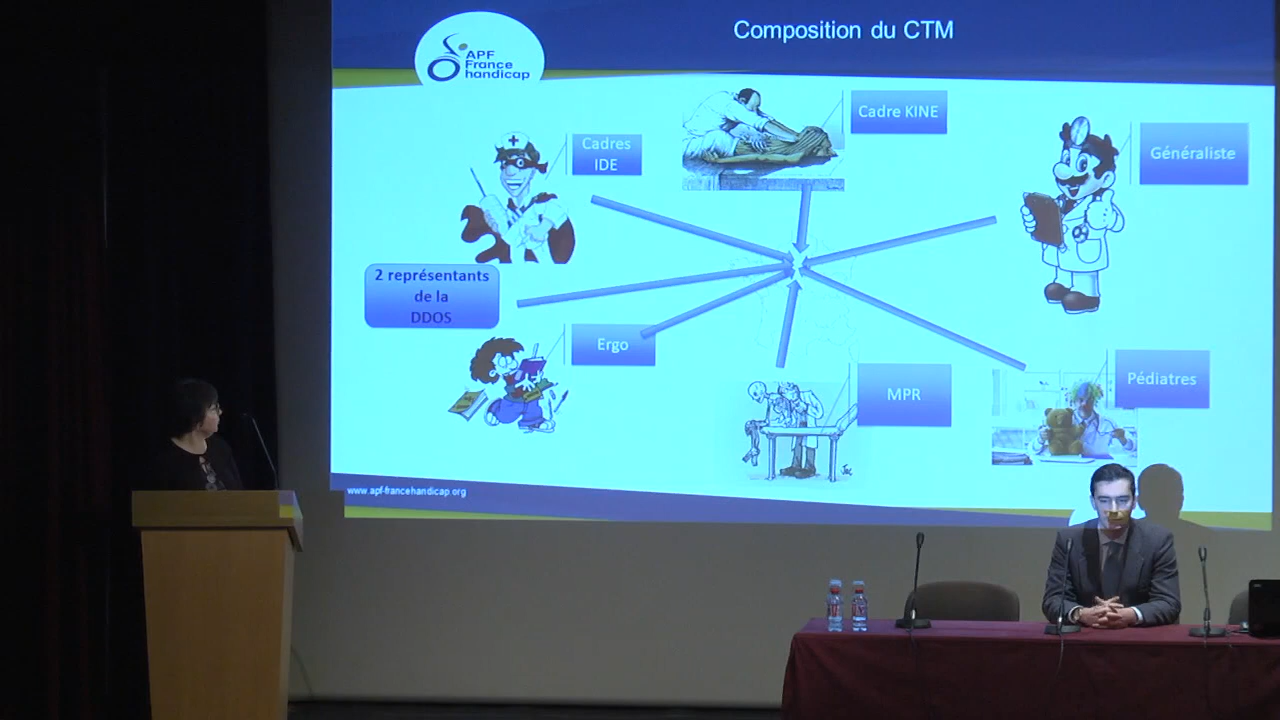 Composition du CTM
APF
France
handicap
Cadre KINE
Cadres
IDE
Généraliste
2 représentants
de la
DDOS
Ergo
MPR
Pédiatres
www.apf-francehandicap.org